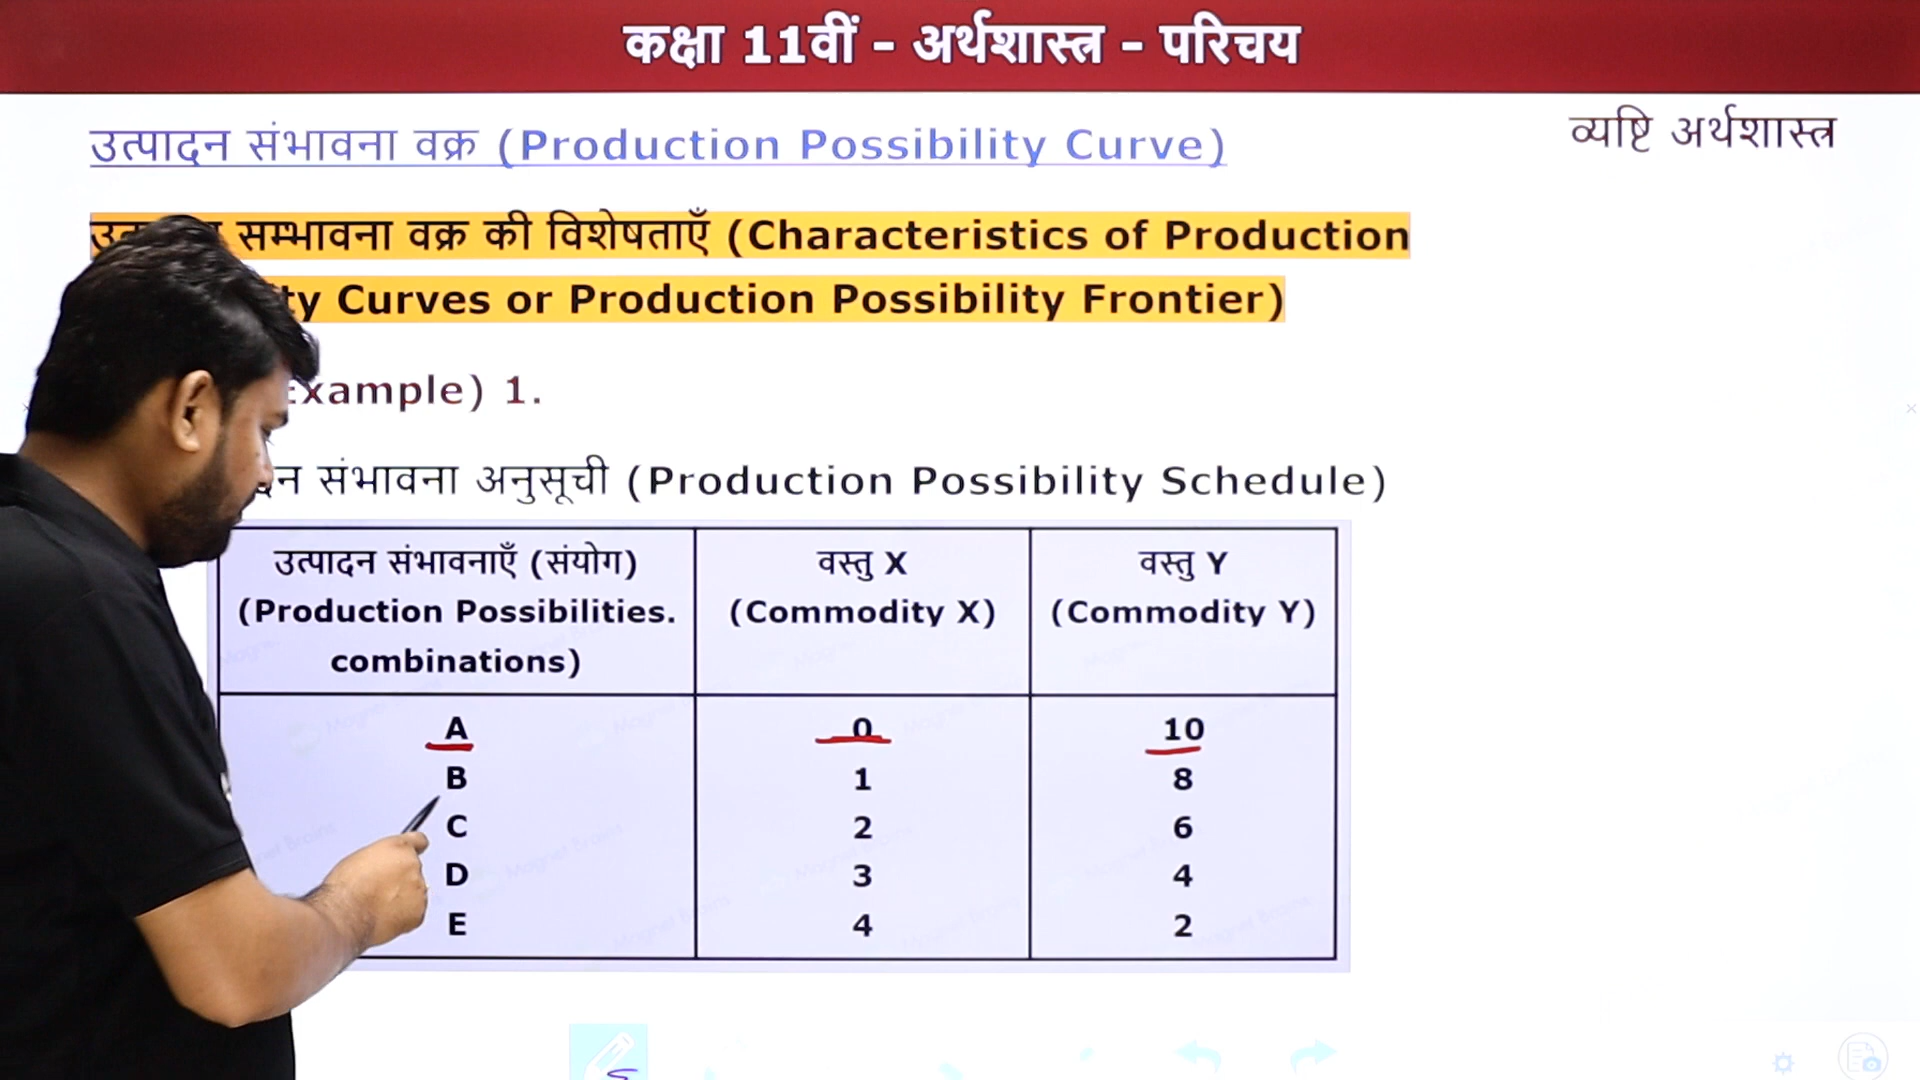 कक्षा 11वीं - अर्थशास्त्र - परिचय
उत्पादन संभावना वक्र (Production Possibility Curve)
व्यष्टि अर्थशास्त्र
सम्भावना वक्र की विशेषताएँ (Characteristics of Production
Curves or Production Possibility Frontier)
1.
संभावना अनुसूची (Production Possibility Schedule)
उत्पादन संभावनाएँ (संयोग) वस्तु X वस्तु Y
(Production Possibilities. (Commodity X) (Commodity Y)
combinations)
A 0 10
B 1 8
C 2 6
D 3 4
E 4 2